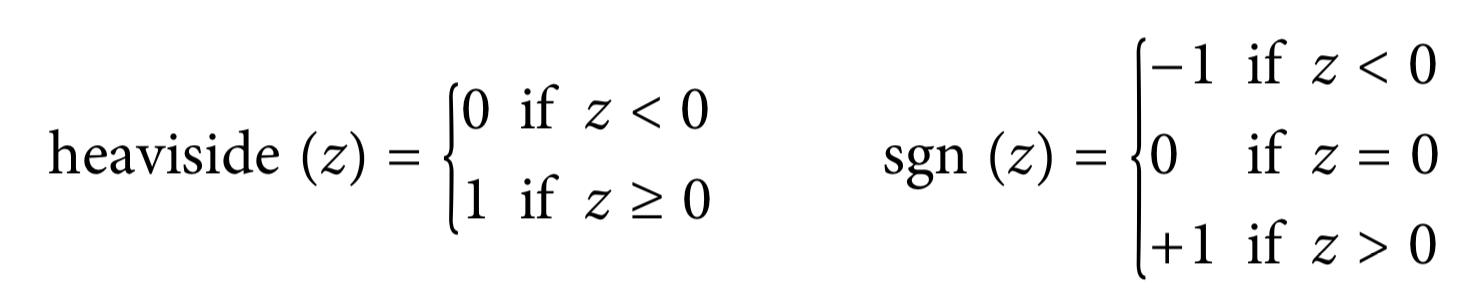 heaviside (z) = {0 if z < 0
1 if z ≥ 0
sgn (z) = {−1 if z < 0
0 if z = 0
+1 if z > 0